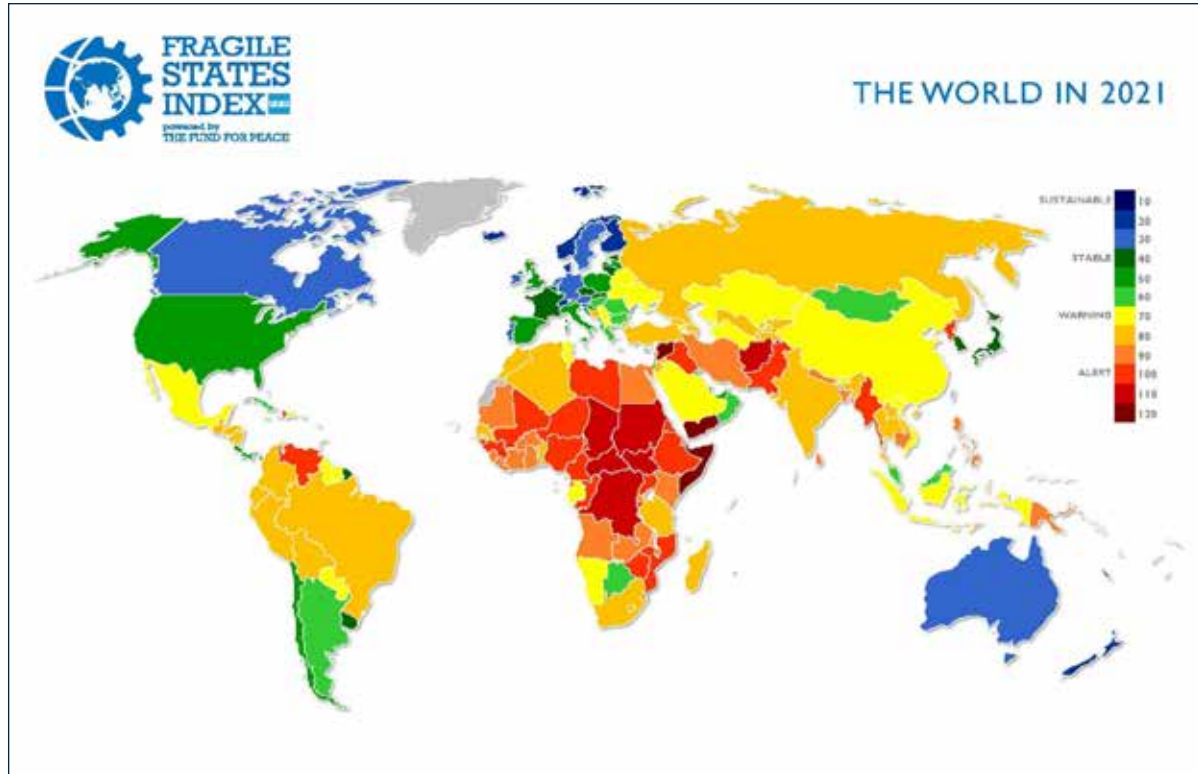 FRAGILE
STATES
INDEX
powered by
THE FUND FOR PEACE
THE WORLD IN 2021
SUSTAINABLE
10
20
30
STABLE
40
50
60
WARNING
70
80
90
ALERT
100
110
120